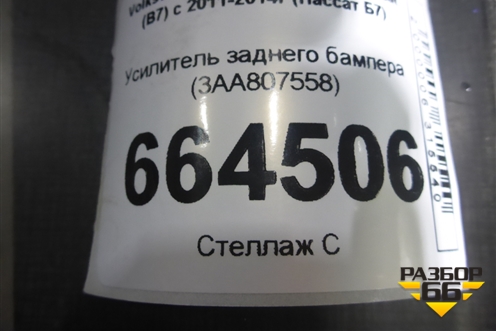 (B7) с 2011-2014г (Пассат Б7)
Усилитель заднего бампера
(3AA807558)
664506
Стеллаж С
РАЗБОР
66